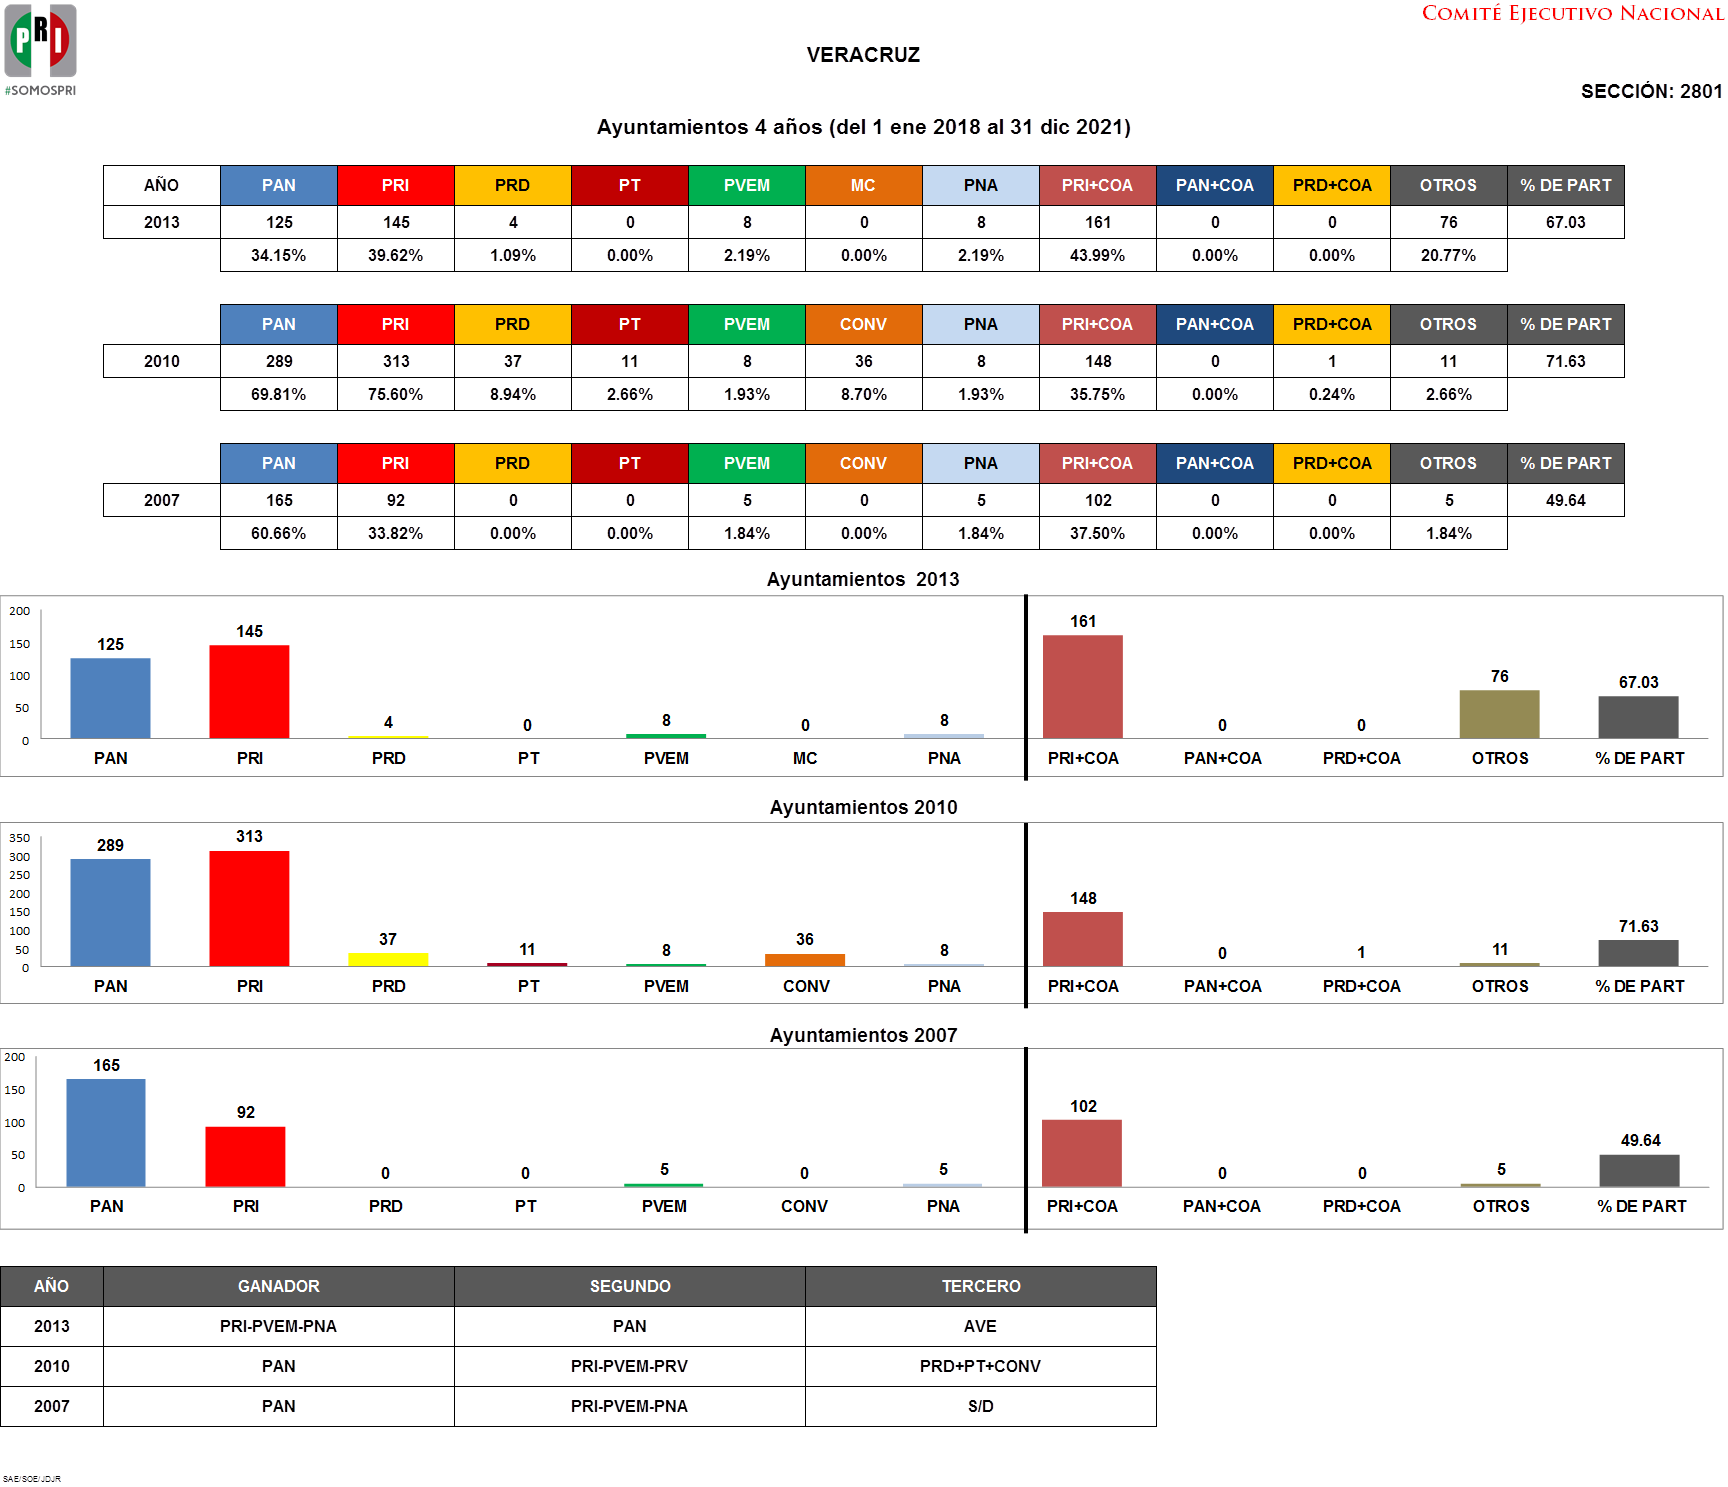 PRI
#SOMOSPRI
COMITÉ EJECUTIVO NACIONAL
VERACRUZ
SECCIÓN: 2801
Ayuntamientos 4 años (del 1 ene 2018 al 31 dic 2021)
AÑO PAN PRI PRD PT PVEM MC PNA PRI+COA PAN+COA PRD+COA OTROS % DE PART
2013 125 145 4 0 8 0 8 161 0 0 76 67.03
34.15% 39.62% 1.09% 0.00% 2.19% 0.00% 2.19% 43.99% 0.00% 0.00% 20.77%
PAN PRI PRD PT PVEM CONV PNA PRI+COA PAN+COA PRD+COA OTROS % DE PART
2010 289 313 37 11 8 36 8 148 0 1 11 71.63
69.81% 75.60% 8.94% 2.66% 1.93% 8.70% 1.93% 35.75% 0.00% 0.24% 2.66%
PAN PRI PRD PT PVEM CONV PNA PRI+COA PAN+COA PRD+COA OTROS % DE PART
2007 165 92 0 0 5 0 5 102 0 0 5 49.64
60.66% 33.82% 0.00% 0.00% 1.84% 0.00% 1.84% 37.50% 0.00% 0.00% 1.84%
Ayuntamientos 2013
200
150
100
50
0
125 145 4 0 8 0 8 161 0 0 76 67.03
PAN PRI PRD PT PVEM MC PNA PRI+COA PAN+COA PRD+COA OTROS % DE PART
Ayuntamientos 2010
350
300
250
200
150
100
50
0
289 313 37 11 8 36 8 148 0 1 11 71.63
PAN PRI PRD PT PVEM CONV PNA PRI+COA PAN+COA PRD+COA OTROS % DE PART
Ayuntamientos 2007
200
150
100
50
0
165 92 0 0 5 0 5 102 0 0 5 49.64
PAN PRI PRD PT PVEM CONV PNA PRI+COA PAN+COA PRD+COA OTROS % DE PART
AÑO GANADOR SEGUNDO TERCERO
2013 PRI-PVEM-PNA PAN AVE
2010 PAN PRI-PVEM-PRV PRD+PT+CONV
2007 PAN PRI-PVEM-PNA S/D
SAE/SOE/JDJR